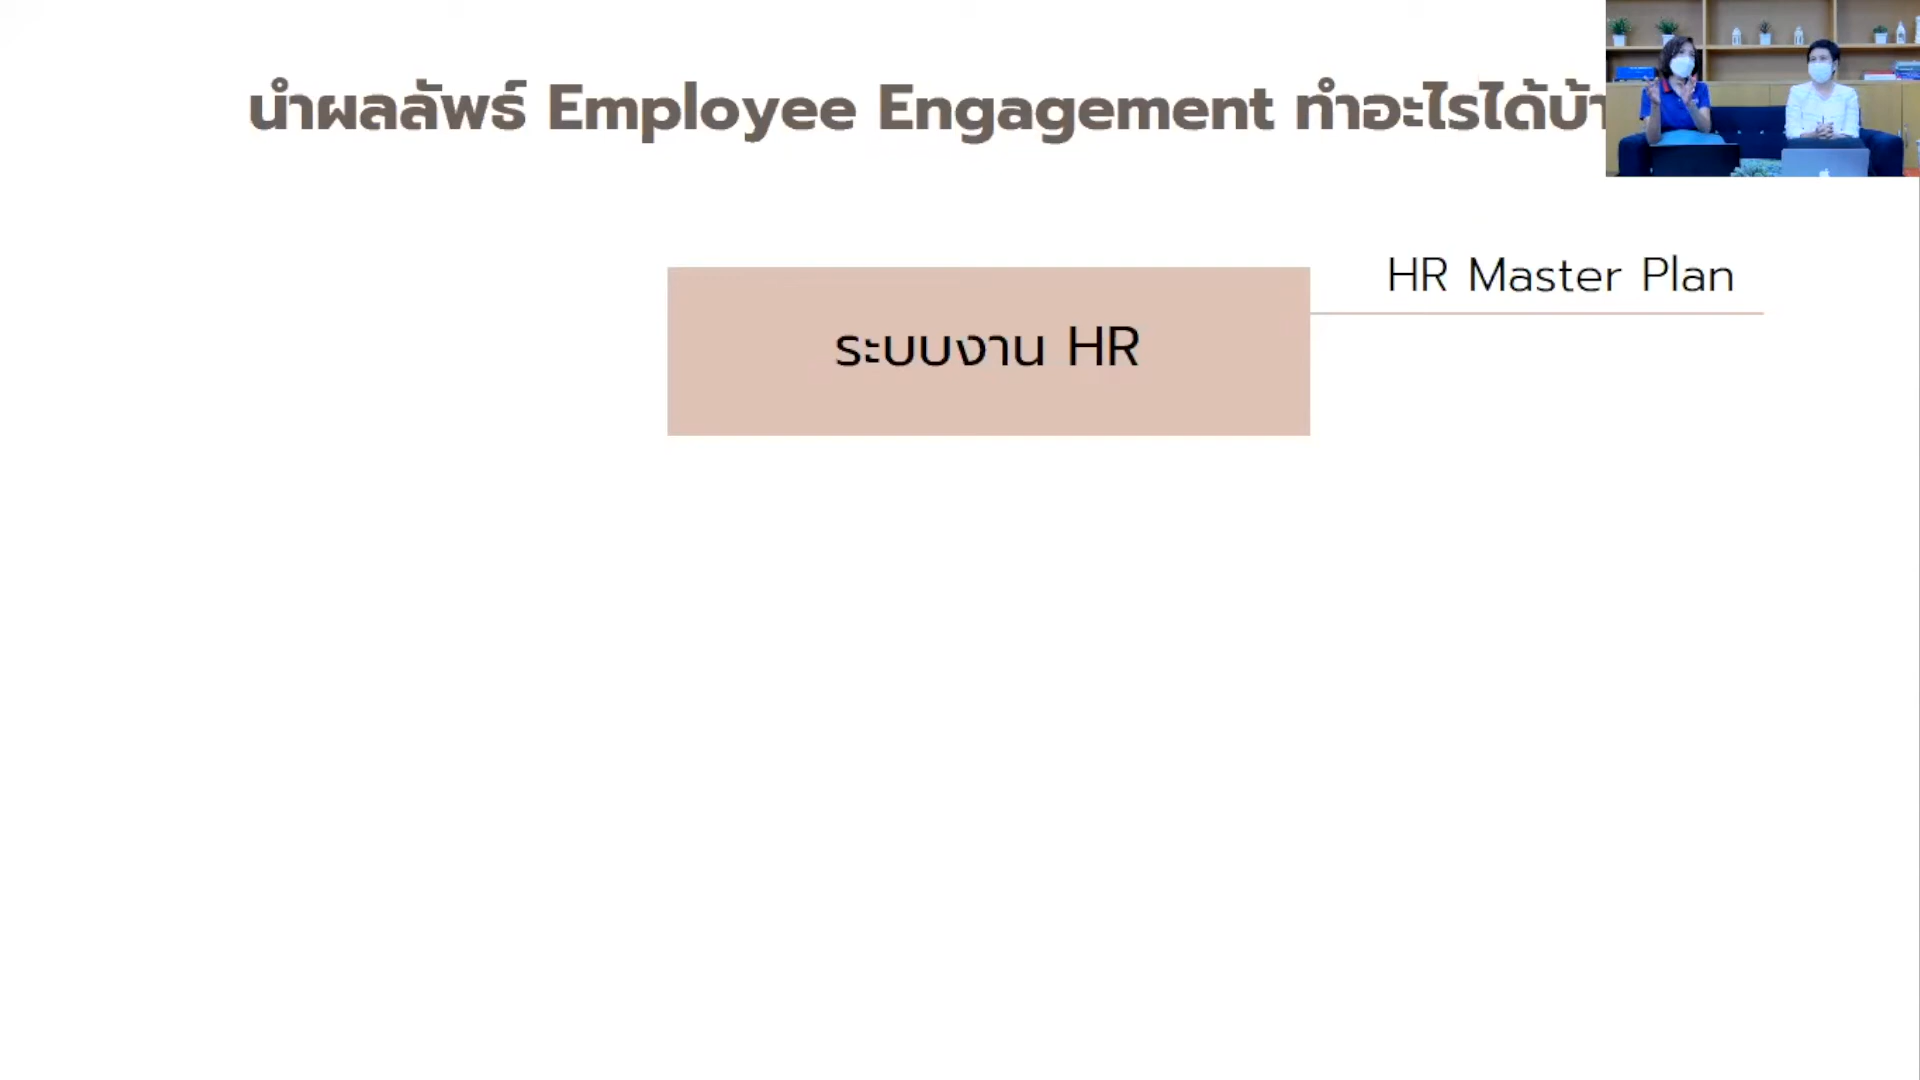 นำผลลัพธ์ Employee Engagement ทำอะไรได้บ้า
HR Master Plan
ระบบงาน HR